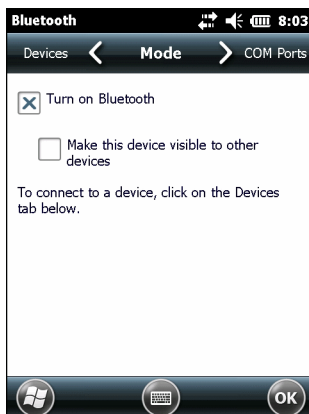 Bluetooth 8:03
Devices Mode COM Ports
Turn on Bluetooth
Make this device visible to other
devices
To connect to a device, click on the Devices
tab below.
OK